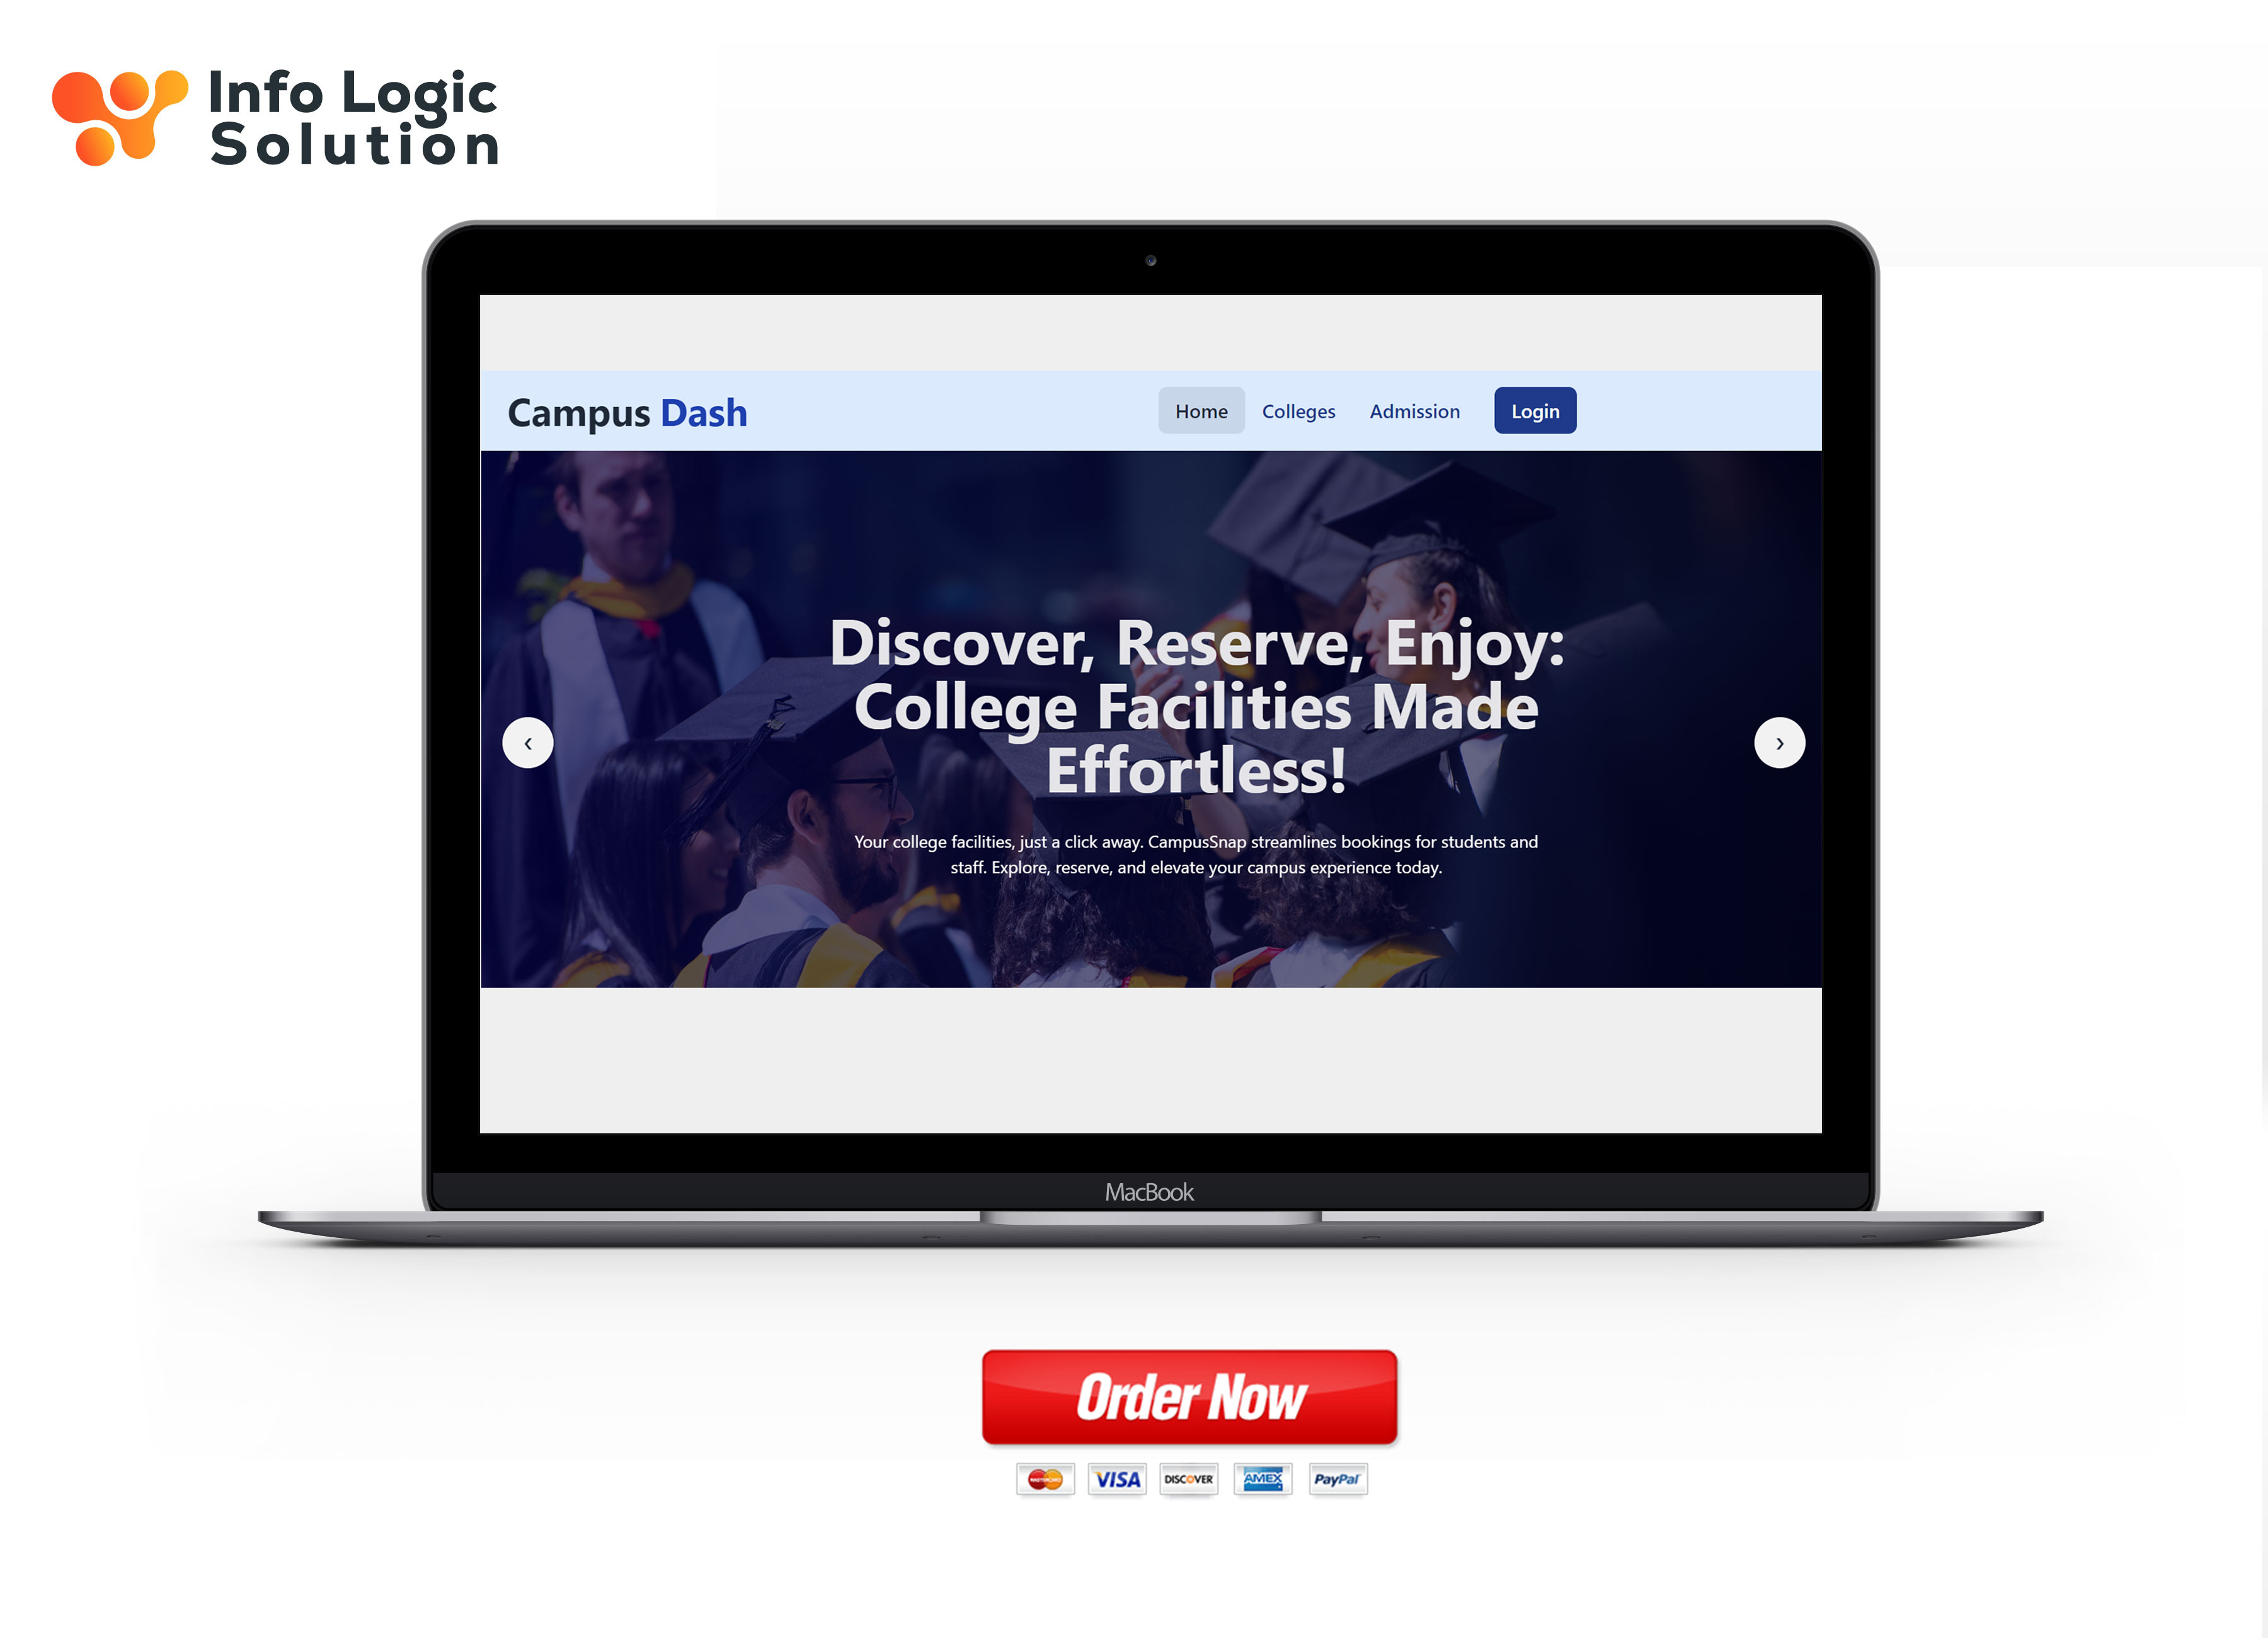 Info Logic
Solution
Campus Dash
Home Colleges Admission Login
Discover, Reserve, Enjoy:
College Facilities Made
Effortless!
‹ ›
Your college facilities, just a click away. CampusSnap streamlines bookings for students and
staff. Explore, reserve, and elevate your campus experience today.
MacBook
Order Now
MasterCard VISA DISCOVER AMEX PayPal